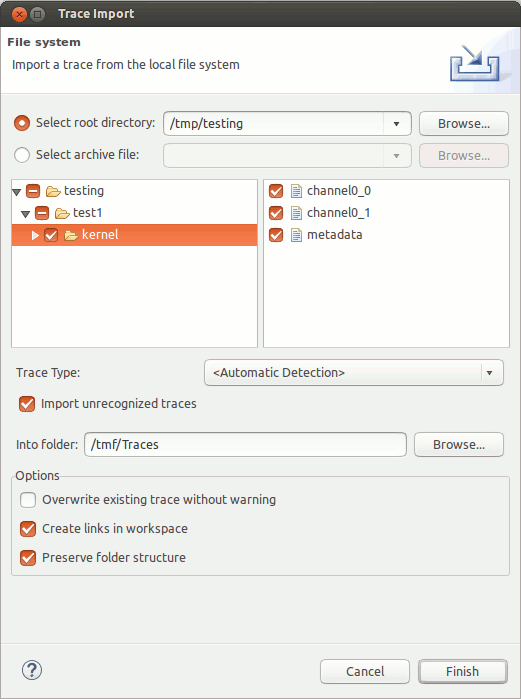 Trace Import
File system
Import a trace from the local file system
Select root directory: /tmp/testing Browse...
Select archive file: Browse...
testing
test1
kernel
channel0_0
channel0_1
metadata
Trace Type: <Automatic Detection>
Import unrecognized traces
Into folder: /tmf/Traces Browse...
Options
Overwrite existing trace without warning
Create links in workspace
Preserve folder structure
? Cancel Finish